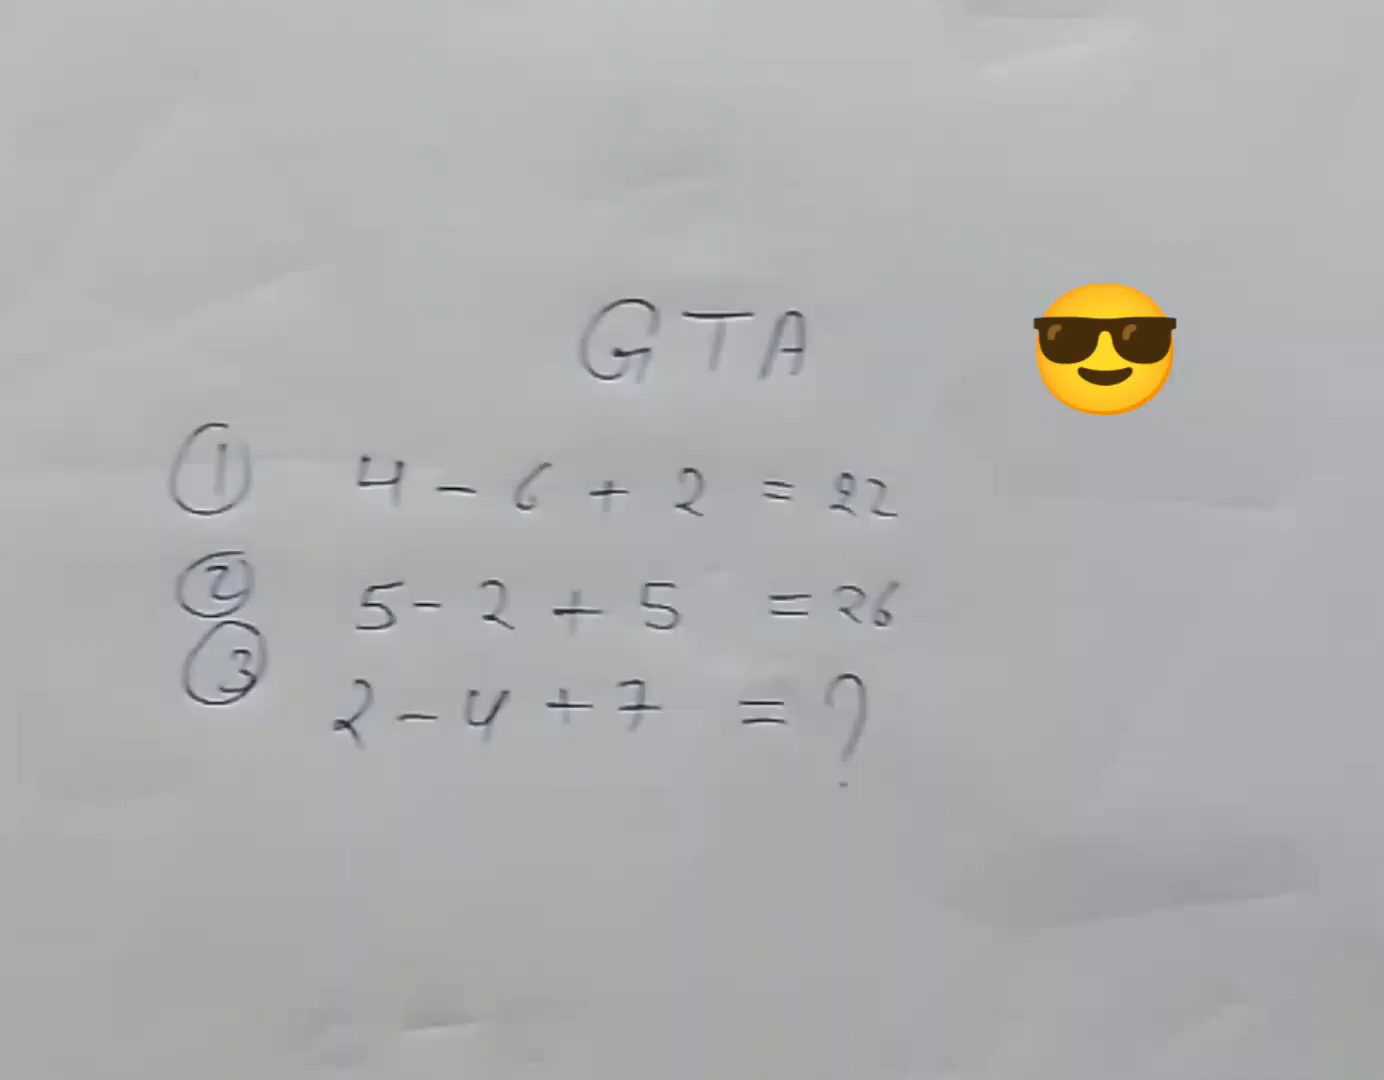 GTA
① 4 - 6 + 2 = 22
② 5 - 2 + 5 = 26
③ 2 - 4 + 7 = ?